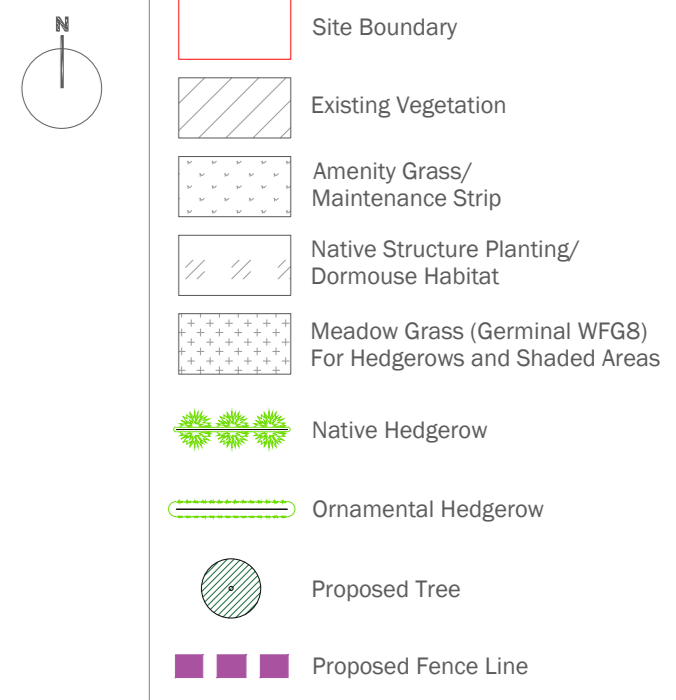 N
Site Boundary
Existing Vegetation
Amenity Grass/
Maintenance Strip
Native Structure Planting/
Dormouse Habitat
Meadow Grass (Germinal WFG8)
For Hedgerows and Shaded Areas
Native Hedgerow
Ornamental Hedgerow
Proposed Tree
Proposed Fence Line